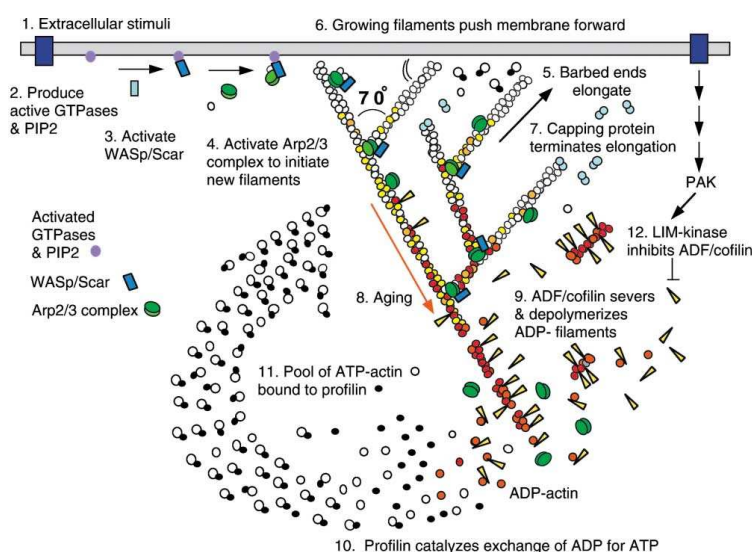 1. Extracellular stimuli
6. Growing filaments push membrane forward
2. Produce
active GTPases
& PIP2
3. Activate
WASp/Scar
4. Activate Arp2/3
complex to initiate
new filaments
70°
5. Barbed ends
elongate
7. Capping protein
terminates elongation
PAK
12. LIM-kinase
inhibits ADF/cofilin
Activated
GTPases
& PIP2
WASp/Scar
Arp2/3 complex
8. Aging
9. ADF/cofilin severs
& depolymerizes
ADP- filaments
11. Pool of ATP-actin
bound to profilin
ADP-actin
10. Profilin catalyzes exchange of ADP for ATP